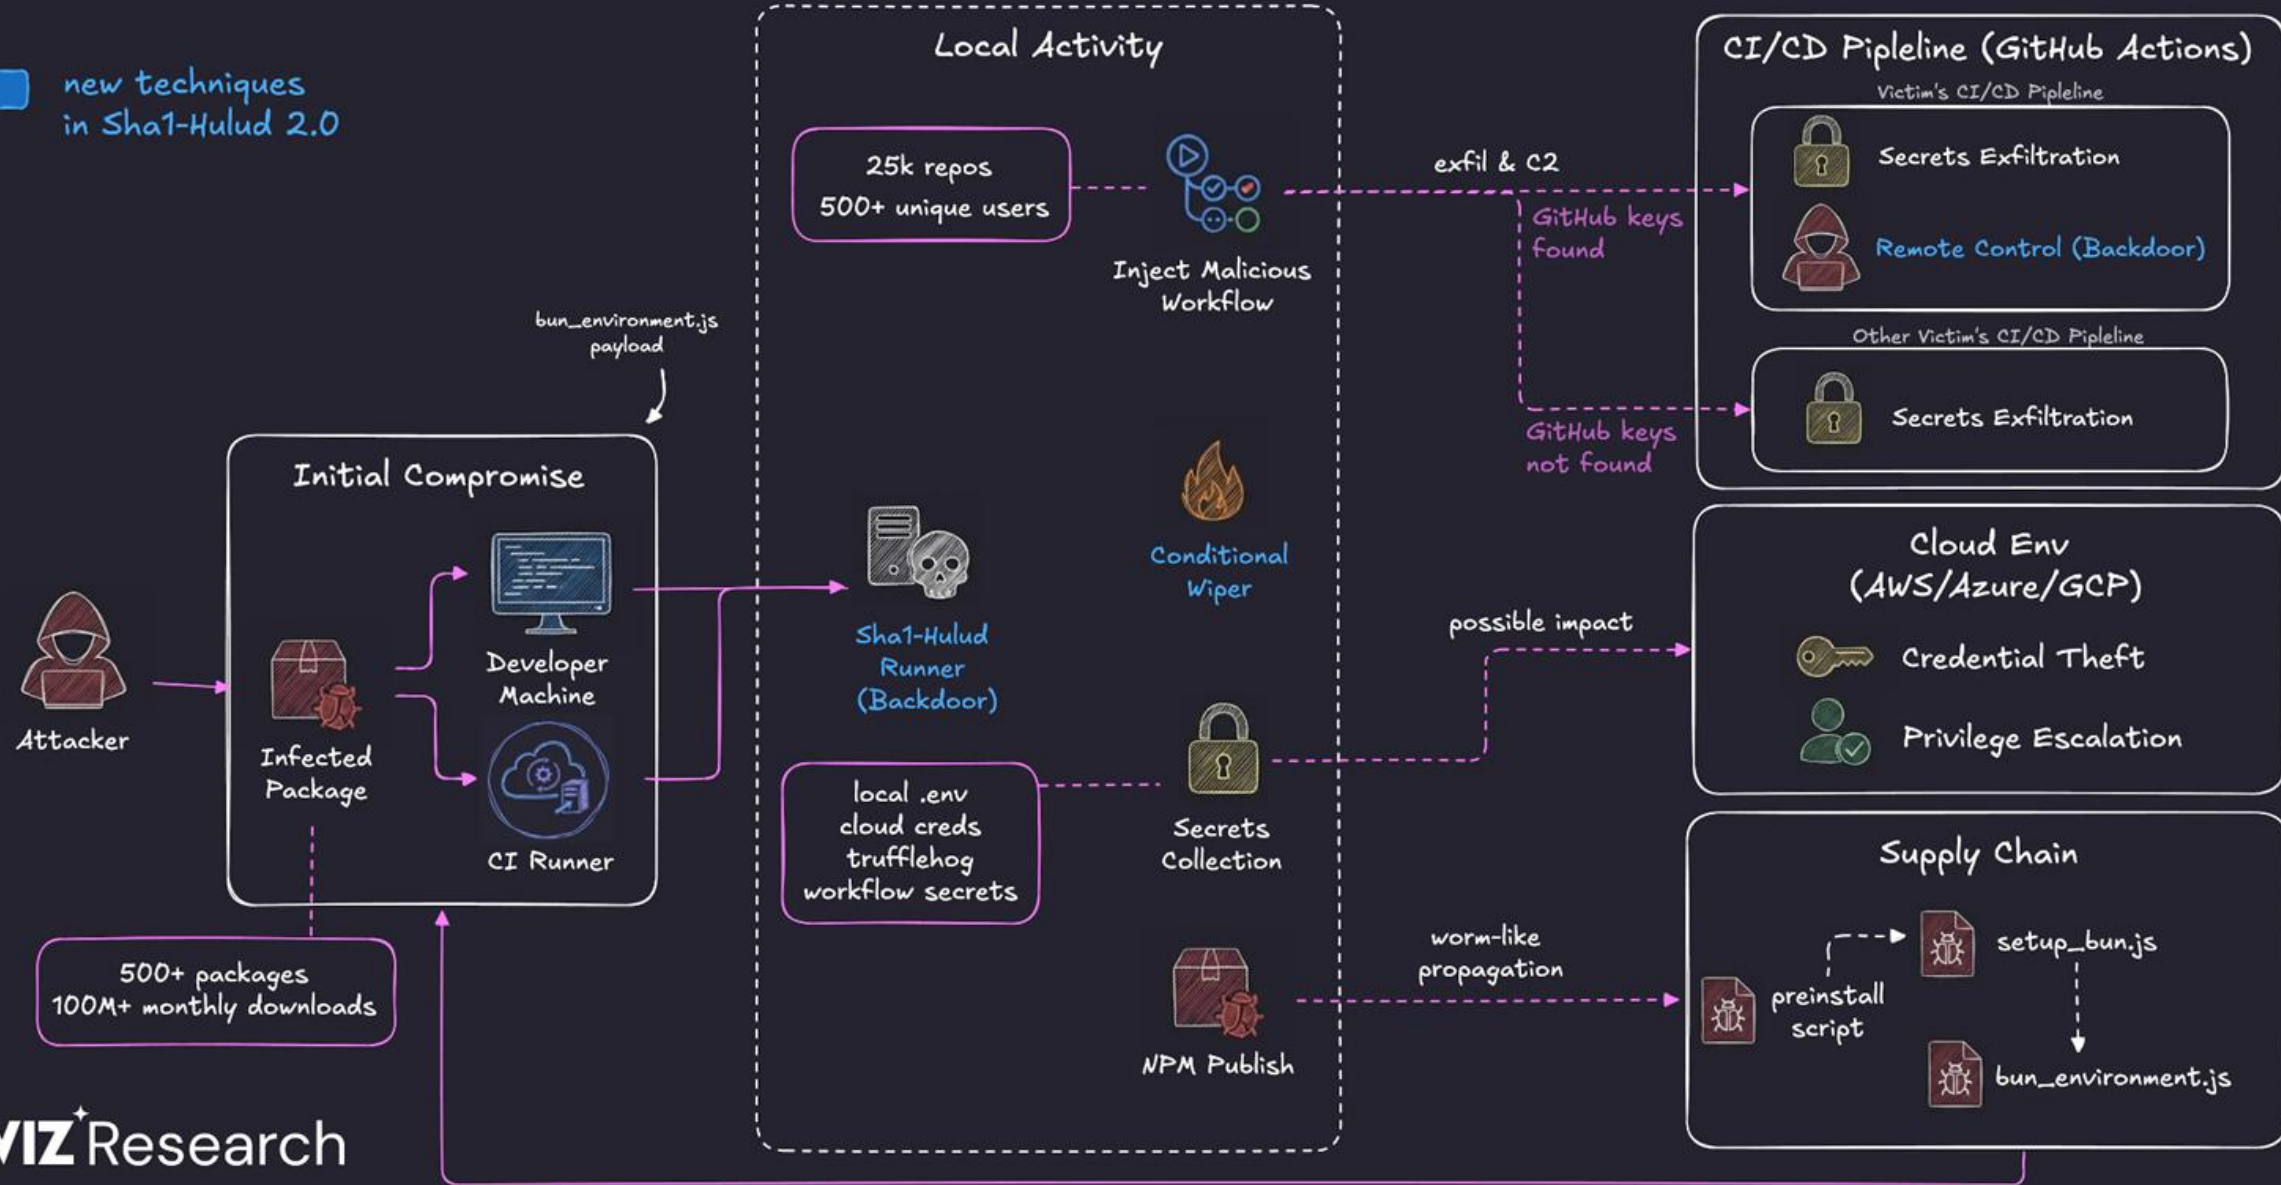 new techniques
in Sha1-Hulud 2.0
Attacker
bun_environment.js
payload
Initial Compromise
Infected
Package
Developer
Machine
CI Runner
500+ packages
100M+ monthly downloads
Local Activity
25k repos
500+ unique users
Inject Malicious
Workflow
Conditional
Wiper
Sha1-Hulud
Runner
(Backdoor)
local .env
cloud creds
trufflehog
workflow secrets
Secrets
Collection
NPM Publish
exfil & C2
GitHub keys
found
GitHub keys
not found
possible impact
worm-like
propagation
CI/CD Pipleline (GitHub Actions)
Victim's CI/CD Pipleline
Secrets Exfiltration
Remote Control (Backdoor)
Other Victim's CI/CD Pipleline
Secrets Exfiltration
Cloud Env
(AWS/Azure/GCP)
Credential Theft
Privilege Escalation
Supply Chain
preinstall
script
setup_bun.js
bun_environment.js
WIZ Research